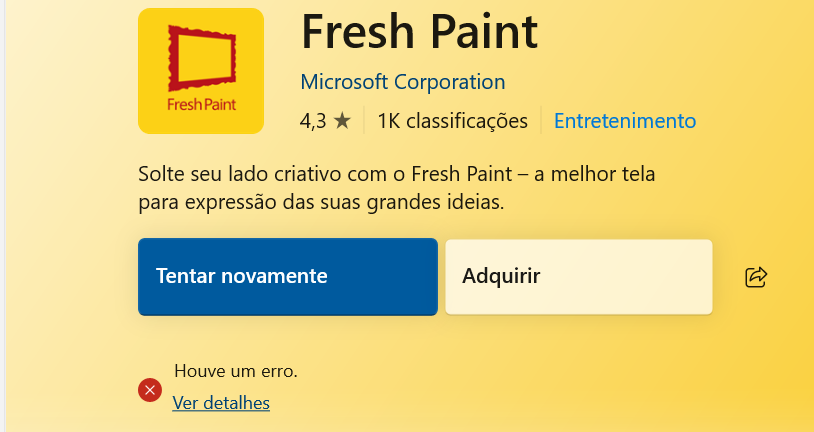 Fresh Paint
Fresh Paint
Microsoft Corporation
4,3 ★ 1K classificações Entretenimento
Solte seu lado criativo com o Fresh Paint – a melhor tela
para expressão das suas grandes ideias.
Tentar novamente Adquirir
Houve um erro.
Ver detalhes